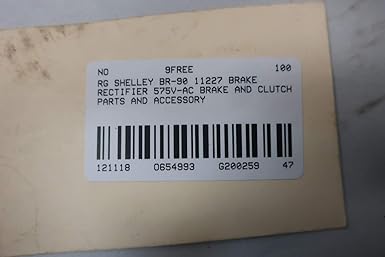 NO 9FREE 100
RG SHELLEY BR-90 11227 BRAKE
RECTIFIER 575V-AC BRAKE AND CLUTCH
PARTS AND ACCESSORY
121118 0654993 G200259 47